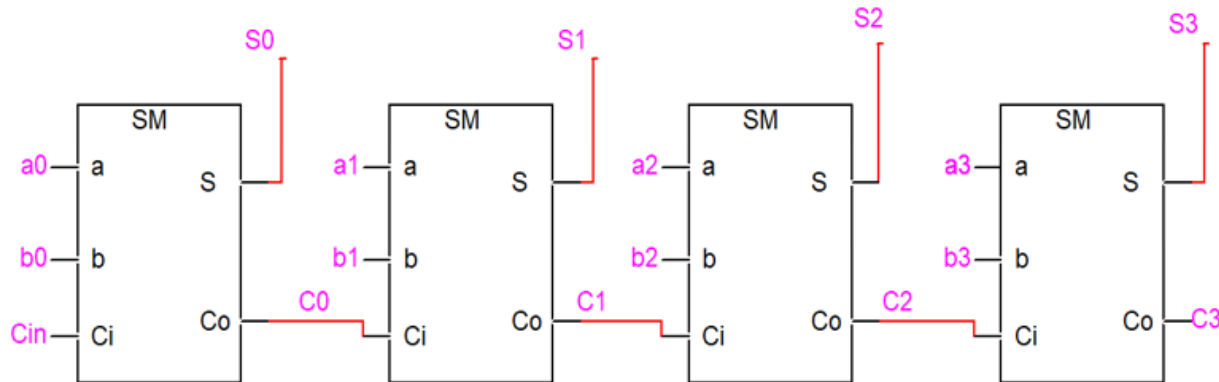 S0 S1 S2 S3
SM SM SM SM
a0 a a1 a a2 a a3 a
S S S S
b0 b b1 b b2 b b3 b
C0 C1 C2
Co Co Co Co C3
Cin Ci Ci Ci Ci